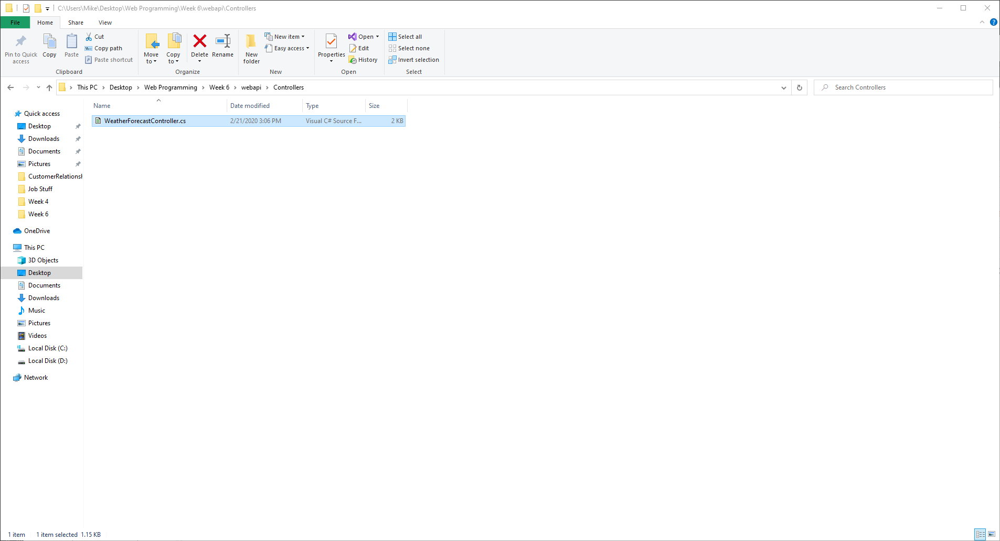 C:\Users\Mike\Desktop\Web Programming\Week 6\webapi\Controllers
File Home Share View
Pin to Quick access
Copy
Paste
Cut
Copy path
Paste shortcut
Clipboard
Move to
Copy to
Delete
Rename
Organize
New folder
New item
Easy access
New
Properties
Open
Edit
History
Open
Select all
Select none
Invert selection
Select
This PC > Desktop > Web Programming > Week 6 > webapi > Controllers
Search Controllers
Name Date modified Type Size
WeatherForecastController.cs 2/21/2020 3:06 PM Visual C# Source F... 2 KB
Quick access
Desktop
Downloads
Documents
Pictures
CustomerRelationsh
Job Stuff
Week 4
Week 6
OneDrive
This PC
3D Objects
Desktop
Documents
Downloads
Music
Pictures
Videos
Local Disk (C:)
Local Disk (D:)
Network
1 item 1 item selected 1.15 KB